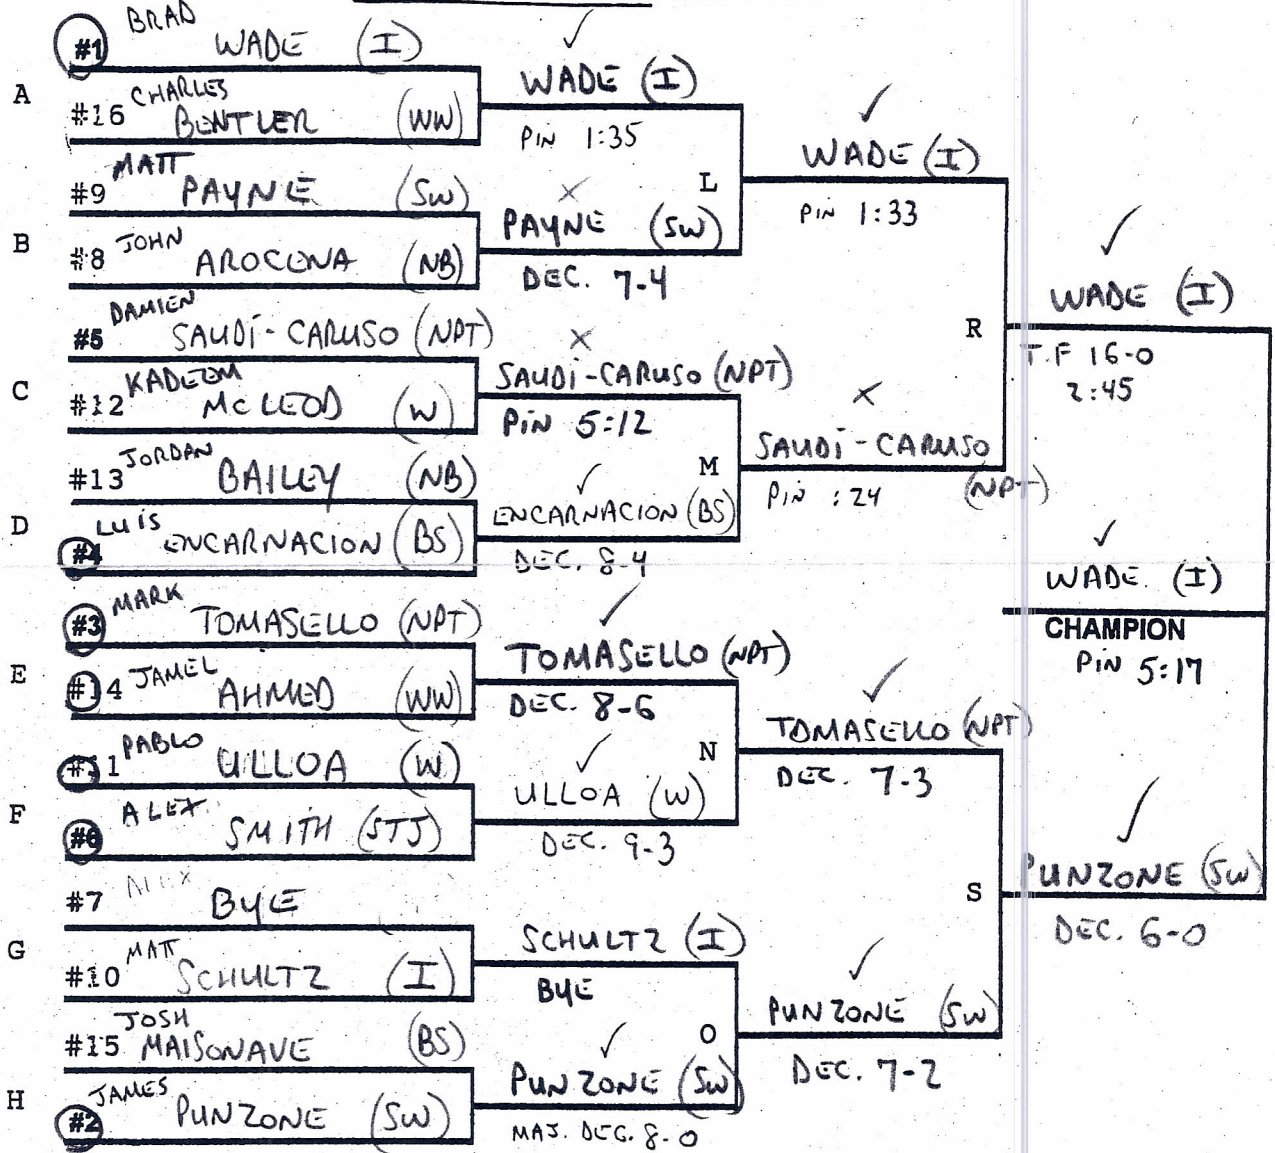 BRAD
#1 WADE (I)
A
#16 CHARLES
BENTLER (WW)
MATT
#9 PAYNE (SW)
B
#8 JOHN
AROCENA (NB)
DAMIEN
#5 SAUDI-CARUSO (NPT)
C
KADEEM
#12 McLEOD (W)
JORDAN
#13 BAILEY (NB)
D
LUIS
#4 ENCARNACION (BS)
MARK
#3 TOMASELLO (NPT)
E
#14 JAMEL
AHMED (WW)
PABLO
#11 ULLOA (W)
F
ALEX
#6 SMITH (STJ)
ALEX
#7 BYE
G
MATT
#10 SCHULTZ (I)
JOSH
#15 MAISONAVE (BS)
H
JAMES
#2 PUNZONE (SW)
WADE (I)
PIN 1:35
L
PAYNE (SW)
DEC. 7-4
SAUDI-CARUSO (NPT)
PIN 5:12
M
ENCARNACION (BS)
DEC. 8-4
TOMASELLO (NPT)
DEC. 8-6
N
ULLOA (W)
DEC. 9-3
SCHULTZ (I)
BYE
O
PUNZONE (SW)
MAJ. DEC. 8-0
WADE (I)
PIN 1:33
R
SAUDI-CARUSO
(NPT)
PIN :24
TOMASELLO (NPT)
DEC. 7-3
S
PUNZONE (SW)
DEC. 7-2
WADE (I)
T.F 16-0
2:45
WADE (I)
CHAMPION
PIN 5:17
PUNZONE (SW)
DEC. 6-0